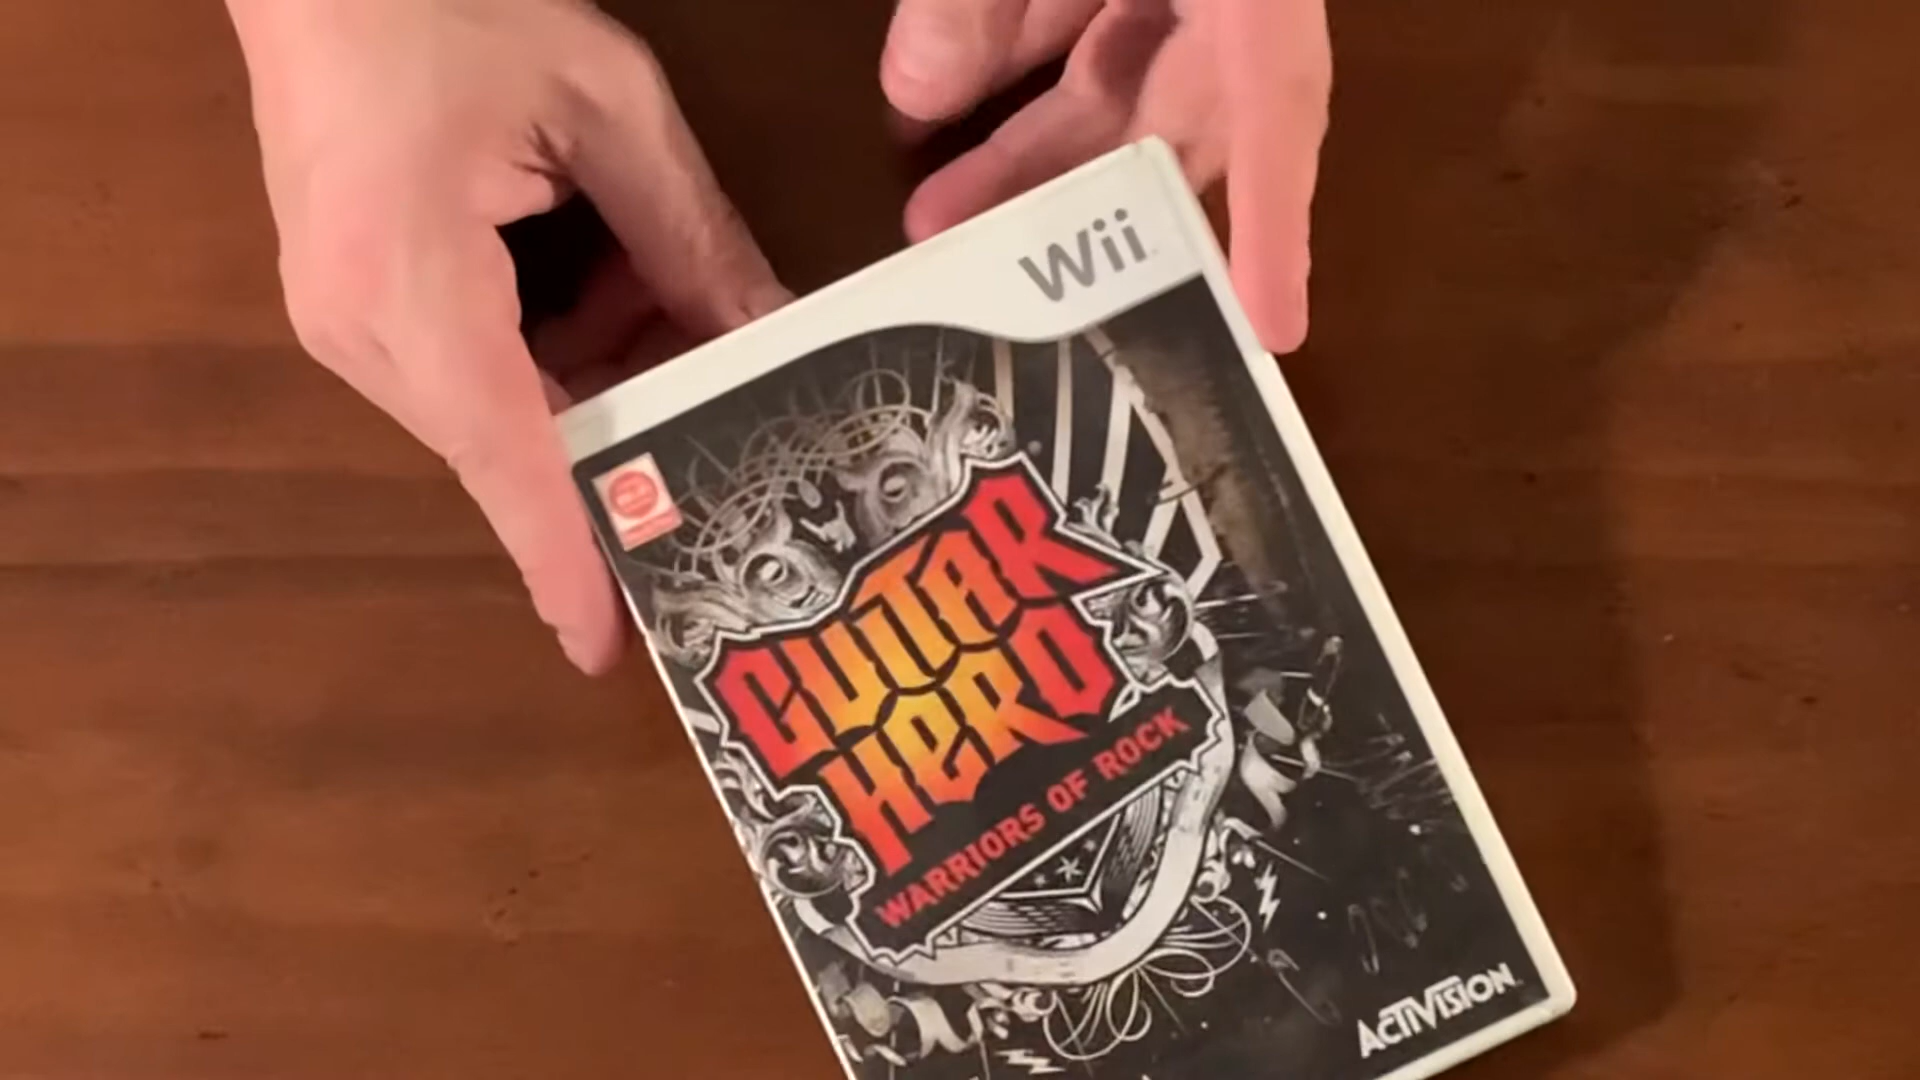 Wii
GUITAR
HERO
WARRIORS OF ROCK
ACTIVISION